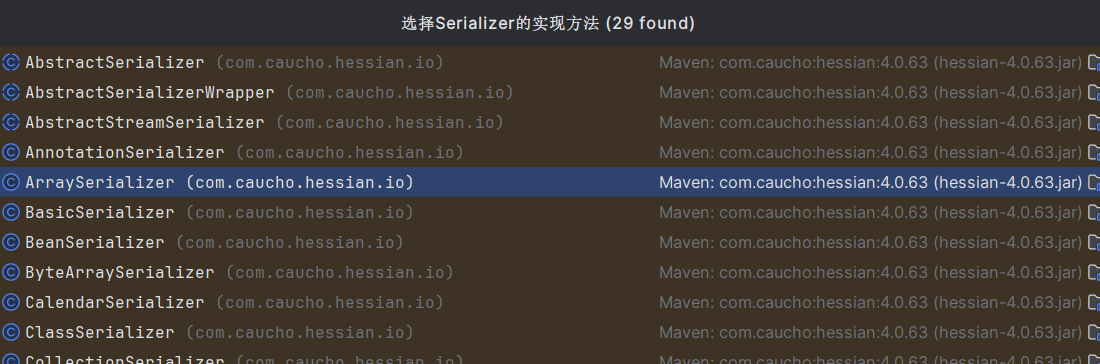 选择Serializer的实现方法 (29 found)
AbstractSerializer (com.caucho.hessian.io) Maven: com.caucho:hessian:4.0.63 (hessian-4.0.63.jar)
AbstractSerializerWrapper (com.caucho.hessian.io) Maven: com.caucho:hessian:4.0.63 (hessian-4.0.63.jar)
AbstractStreamSerializer (com.caucho.hessian.io) Maven: com.caucho:hessian:4.0.63 (hessian-4.0.63.jar)
AnnotationSerializer (com.caucho.hessian.io) Maven: com.caucho:hessian:4.0.63 (hessian-4.0.63.jar)
ArraySerializer (com.caucho.hessian.io) Maven: com.caucho:hessian:4.0.63 (hessian-4.0.63.jar)
BasicSerializer (com.caucho.hessian.io) Maven: com.caucho:hessian:4.0.63 (hessian-4.0.63.jar)
BeanSerializer (com.caucho.hessian.io) Maven: com.caucho:hessian:4.0.63 (hessian-4.0.63.jar)
ByteArraySerializer (com.caucho.hessian.io) Maven: com.caucho:hessian:4.0.63 (hessian-4.0.63.jar)
CalendarSerializer (com.caucho.hessian.io) Maven: com.caucho:hessian:4.0.63 (hessian-4.0.63.jar)
ClassSerializer (com.caucho.hessian.io) Maven: com.caucho:hessian:4.0.63 (hessian-4.0.63.jar)
CollectionSerializer (com.caucho.hessian.io) Maven: com.caucho:hessian:4.0.63 (hessian-4.0.63.jar)